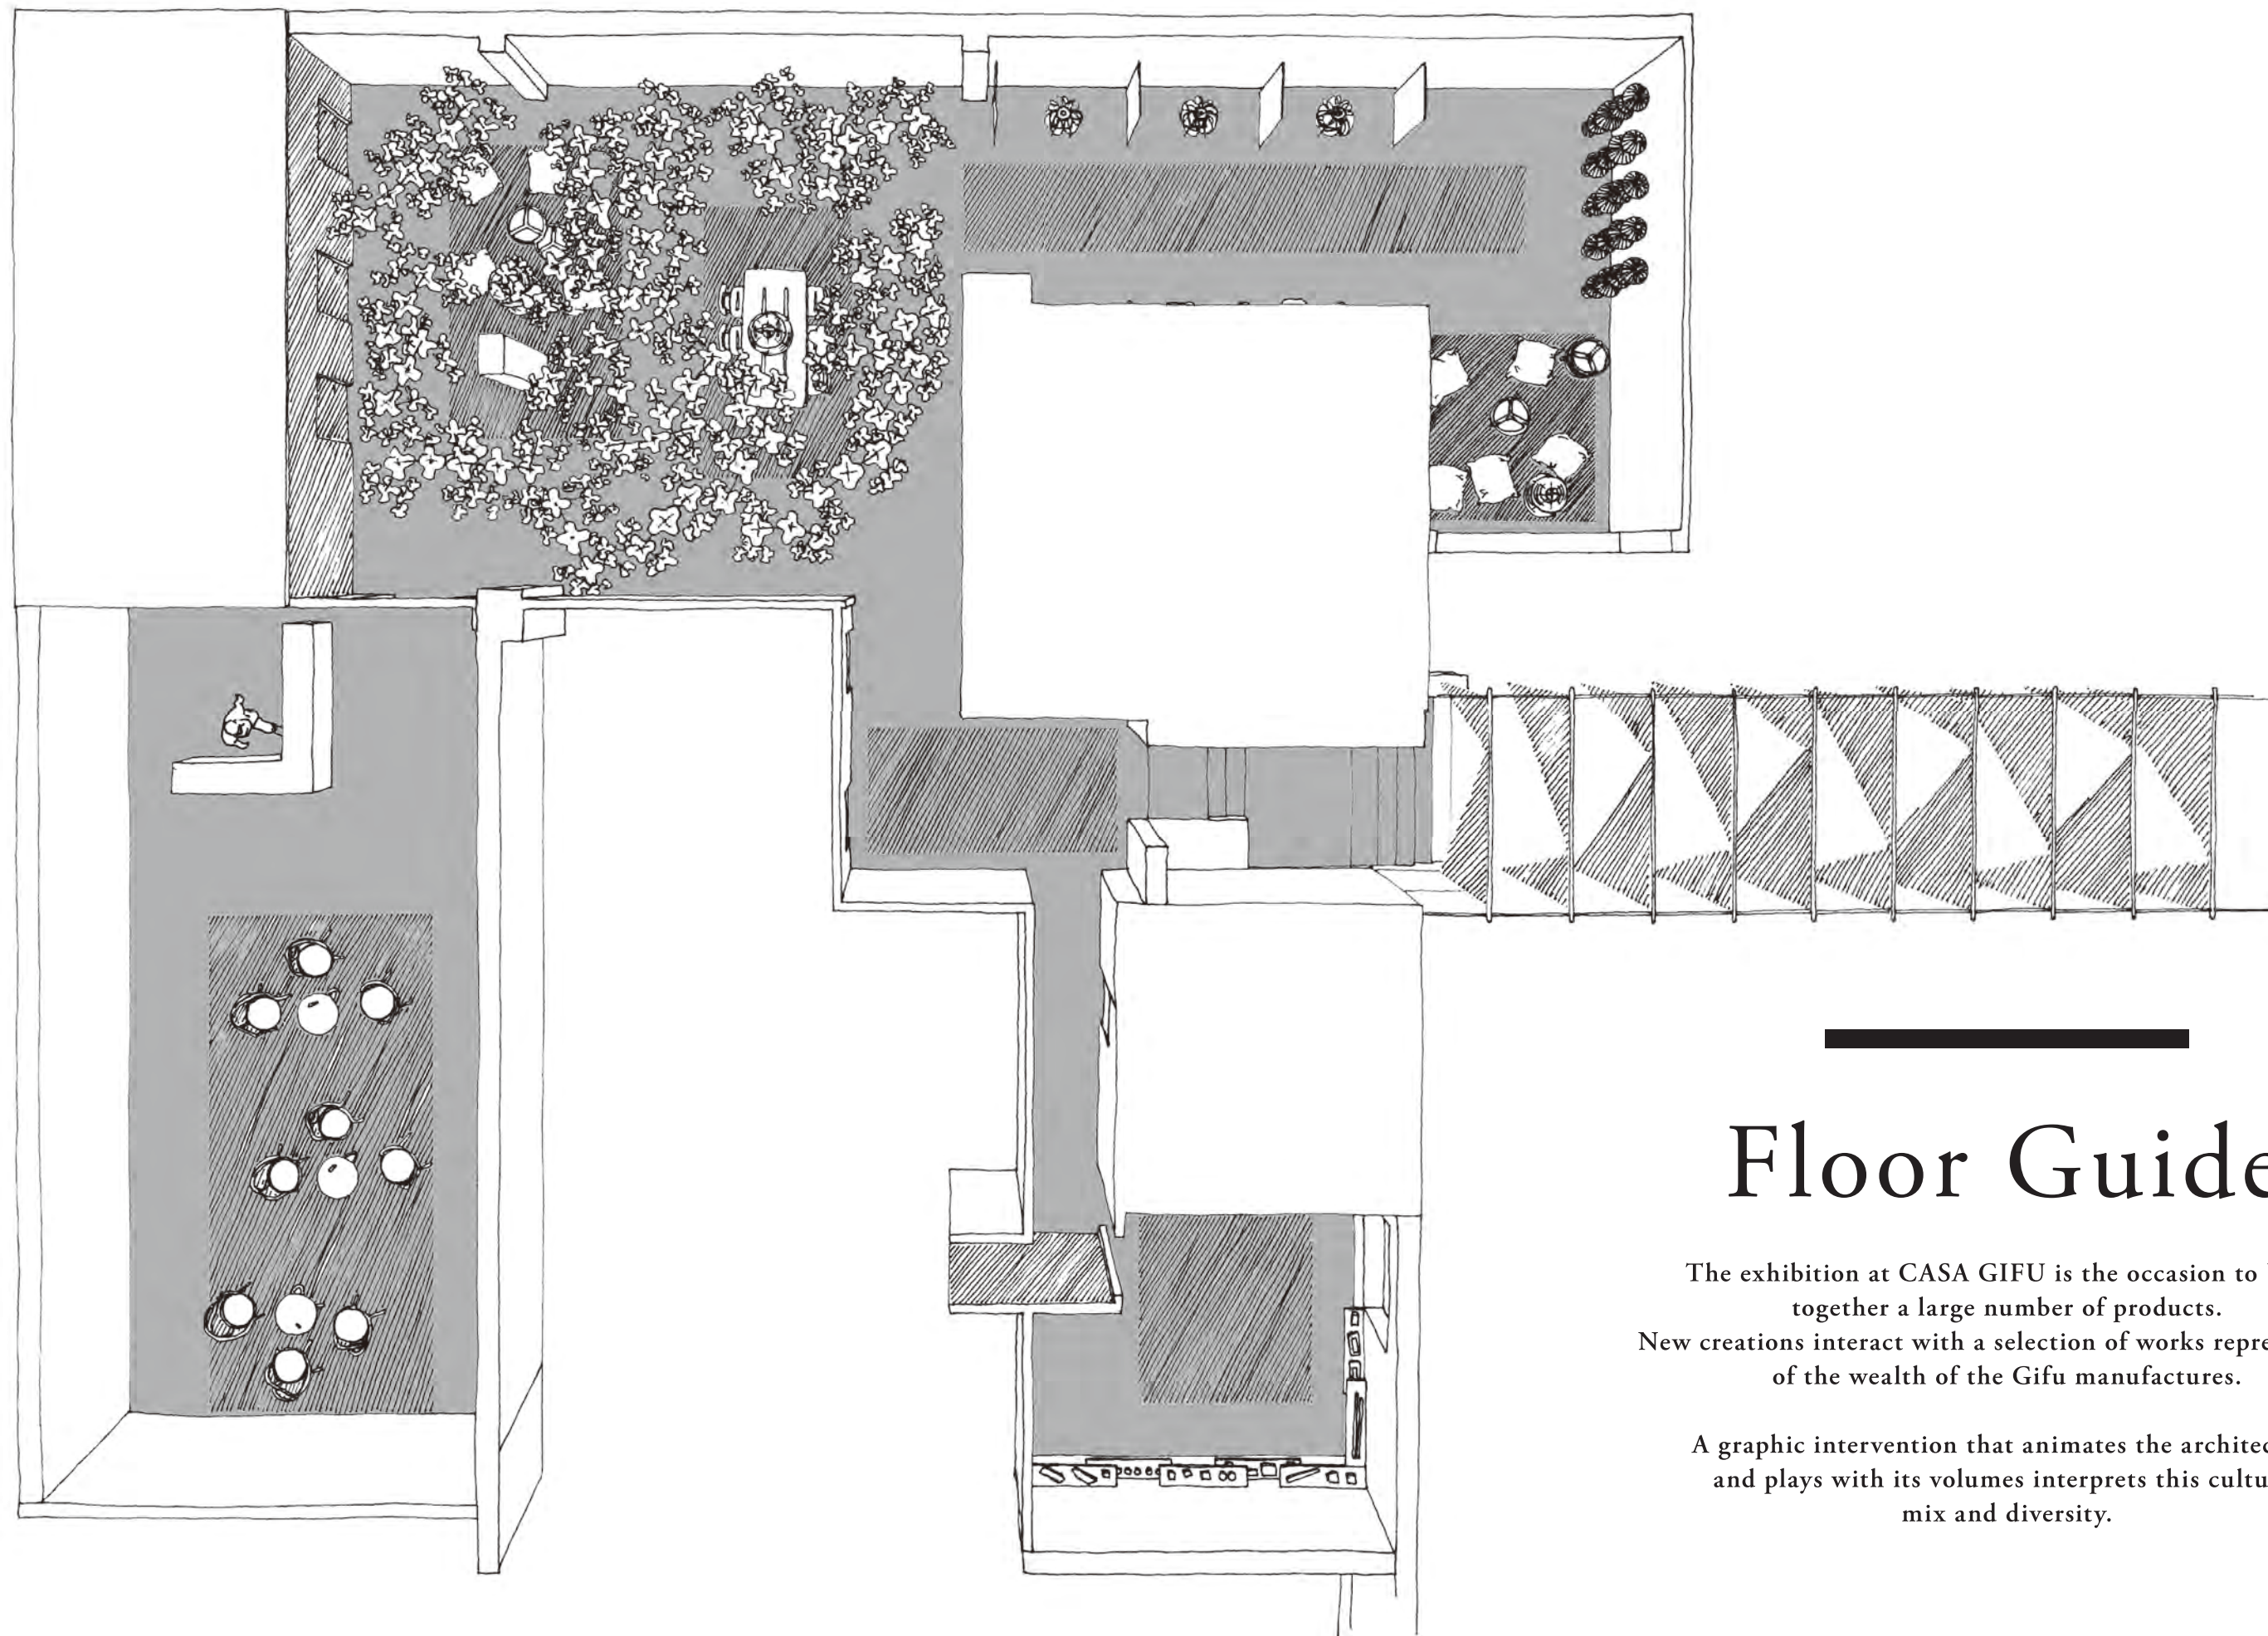 Floor Guide
The exhibition at CASA GIFU is the occasion to
together a large number of products.
New creations interact with a selection of works
of the wealth of the Gifu manufactures.
A graphic intervention that animates the
and plays with its volumes interprets this
mix and diversity.